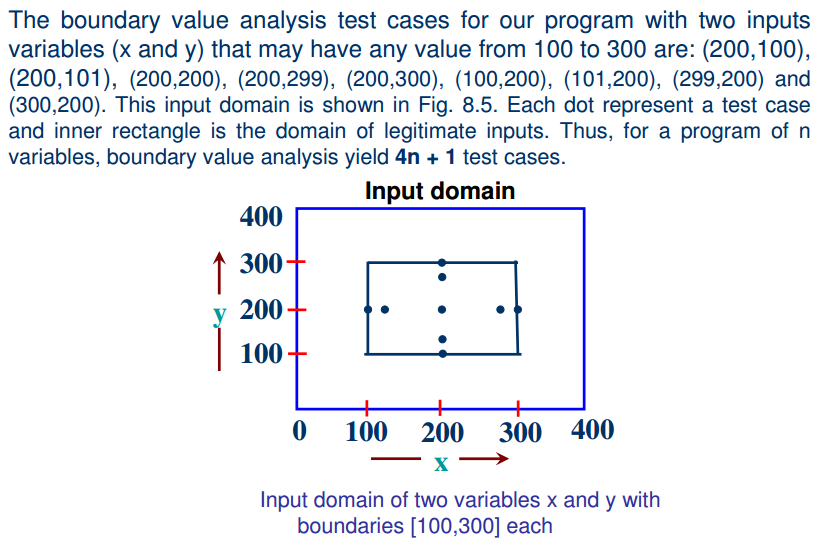 The boundary value analysis test cases for our program with two inputs
variables (x and y) that may have any value from 100 to 300 are: (200,100),
(200,101), (200,200), (200,299), (200,300), (100,200), (101,200), (299,200) and
(300,200). This input domain is shown in Fig. 8.5. Each dot represent a test case
and inner rectangle is the domain of legitimate inputs. Thus, for a program of n
variables, boundary value analysis yield 4n + 1 test cases.
Input domain
400
300
y 200
100
0 100 200 300 400
x
Input domain of two variables x and y with
boundaries [100,300] each